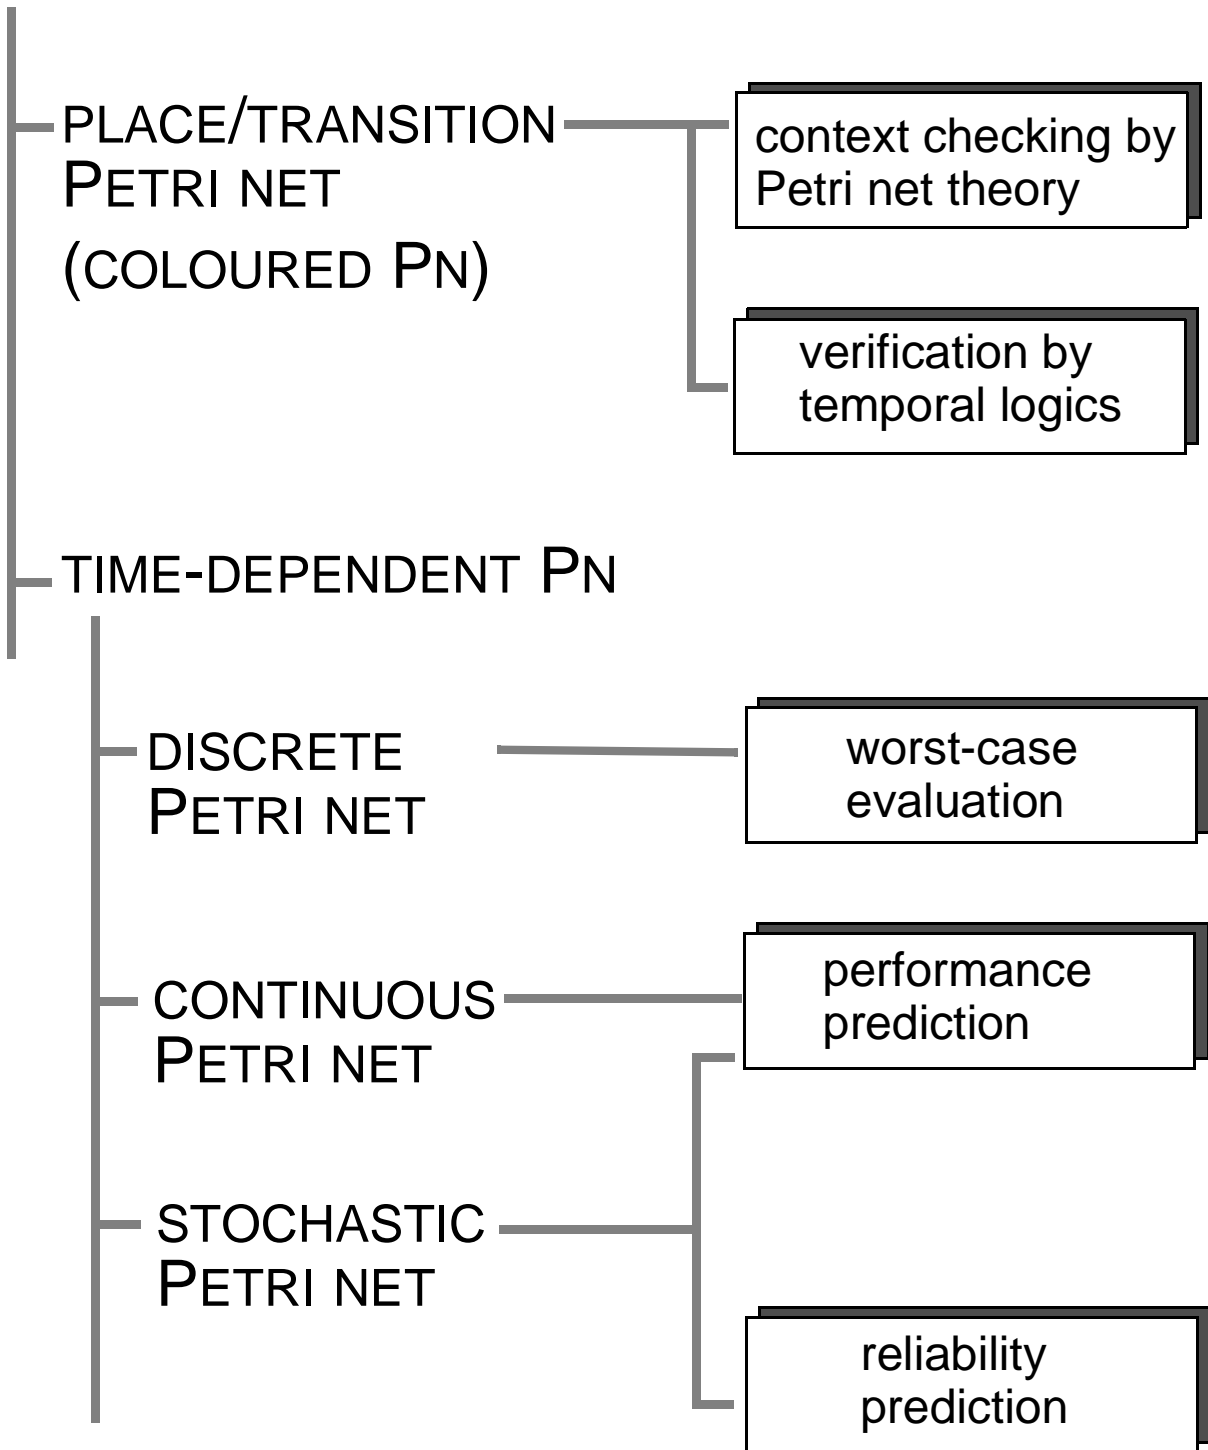 PLACE/TRANSITION
PETRI NET
(COLOURED PN)
context checking by
Petri net theory
verification by
temporal logics
TIME-DEPENDENT PN
DISCRETE
PETRI NET
worst-case
evaluation
CONTINUOUS
PETRI NET
performance
prediction
STOCHASTIC
PETRI NET
reliability
prediction